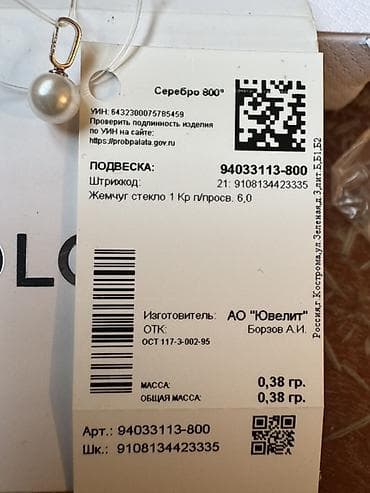 Серебро 800°
УИН: 6432300075785459
Проверить подлинность изделия
по УИН на сайте:
https://probpalata.gov.ru
ПОДВЕСКА: 94033113-800
Штрихкод: 21: 9108134423335
Жемчуг стекло 1 Кр п/просв. 6,0
Изготовитель: АО "Ювелит"
ОТК: Борзов А.И.
ОСТ 117-3-002-95
МАССА: 0,38 гр.
ОБЩАЯ МАССА: 0,38 гр.
Арт.: 94033113-800
Шк.: 9108134423335
Россия,г.Кострома,ул.Зеленая,д.3,лит.Б,Б1,Б2
OLO